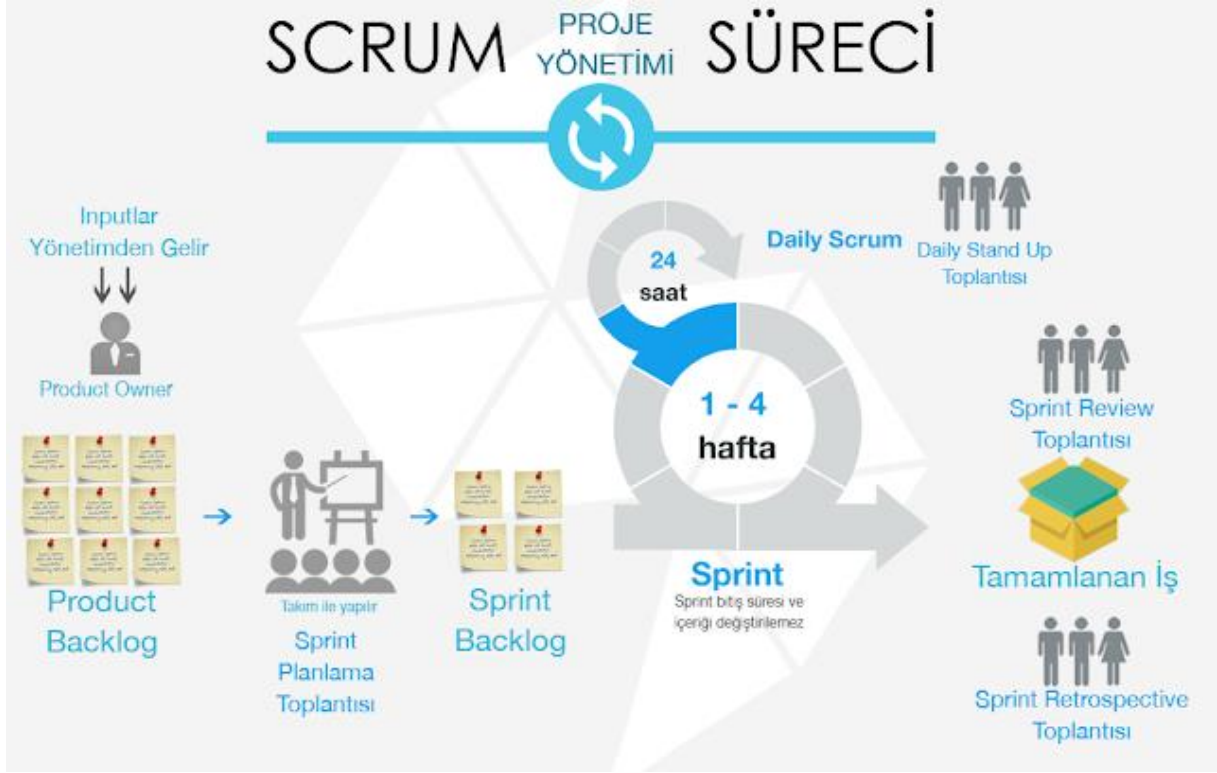 SCRUM PROJE YÖNETİMİ SÜRECİ
Inputlar
Yönetimden Gelir
Product Owner
Product
Backlog
Takım ile yapılır
Sprint
Planlama
Toplantısı
Sprint
Backlog
24
saat
Daily Scrum
Daily Stand Up
Toplantısı
1 - 4
hafta
Sprint
Sprint bitiş süresi ve
içeriği değiştirilemez
Sprint Review
Toplantısı
Tamamlanan İş
Sprint Retrospective
Toplantısı